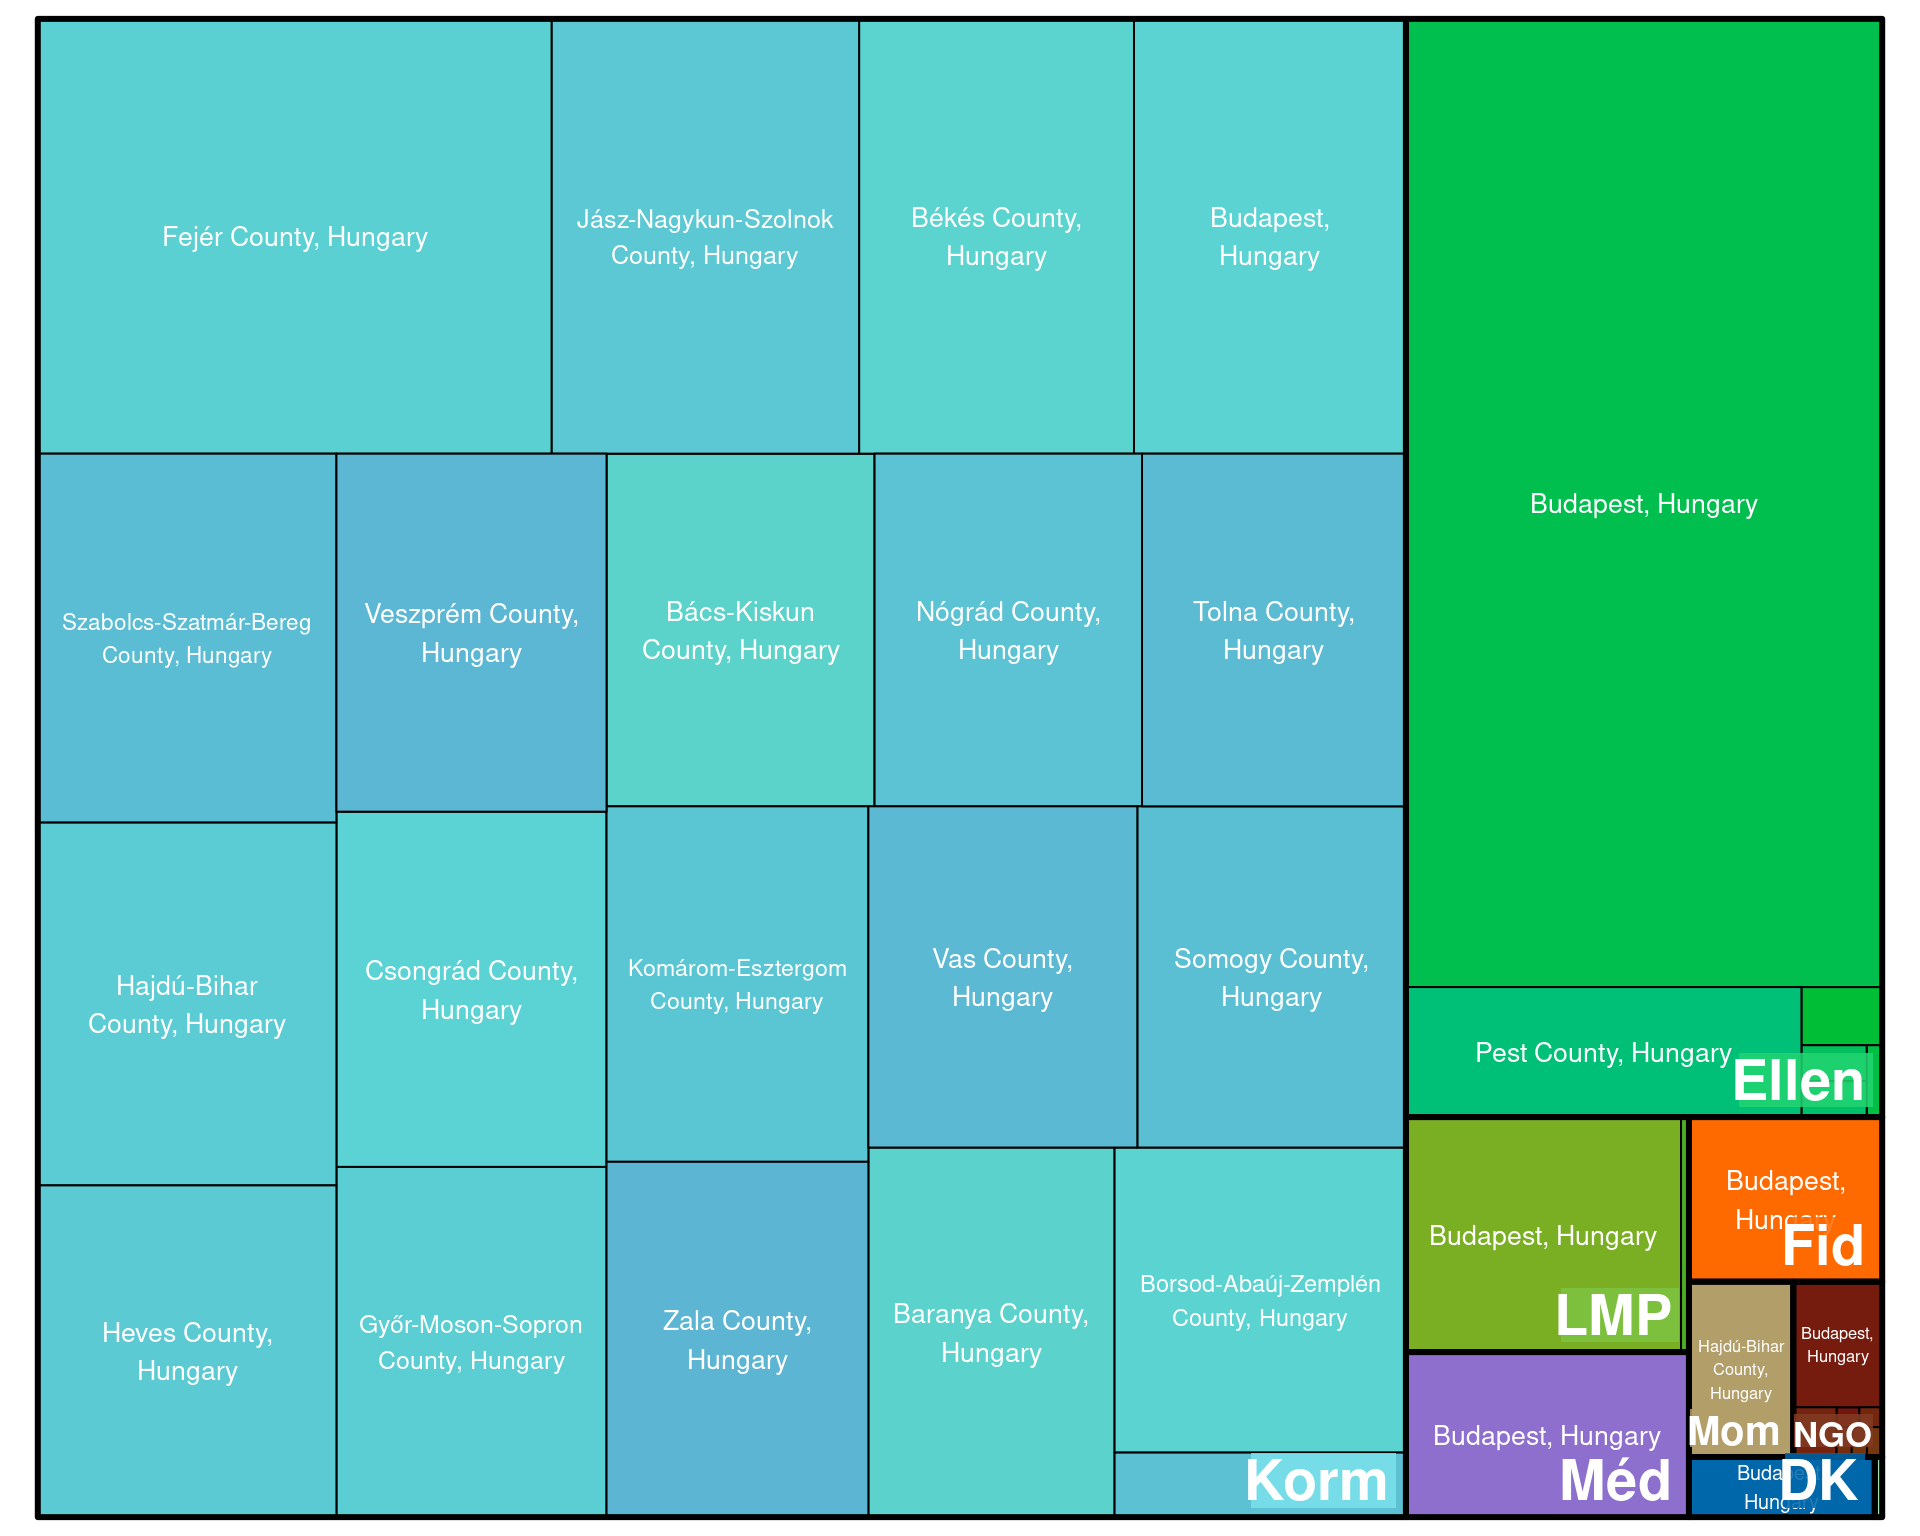 Fejér County, Hungary
Jász-Nagykun-Szolnok
County, Hungary
Békés County,
Hungary
Budapest,
Hungary
Budapest, Hungary
Szabolcs-Szatmár-Bereg
County, Hungary
Veszprém County,
Hungary
Bács-Kiskun
County, Hungary
Nógrád County,
Hungary
Tolna County,
Hungary
Hajdú-Bihar
County, Hungary
Csongrád County,
Hungary
Komárom-Esztergom
County, Hungary
Vas County,
Hungary
Somogy County,
Hungary
Pest County, Hungary
Ellen
Heves County,
Hungary
Győr-Moson-Sopron
County, Hungary
Zala County,
Hungary
Baranya County,
Hungary
Borsod-Abaúj-Zemplén
County, Hungary
Korm
Budapest, Hungary
LMP
Budapest,
Hungary
Fid
Hajdú-Bihar
County,
Hungary
Mom
Budapest,
Hungary
NGO
Budapest, Hungary
Méd
Budapest,
Hungary
DK